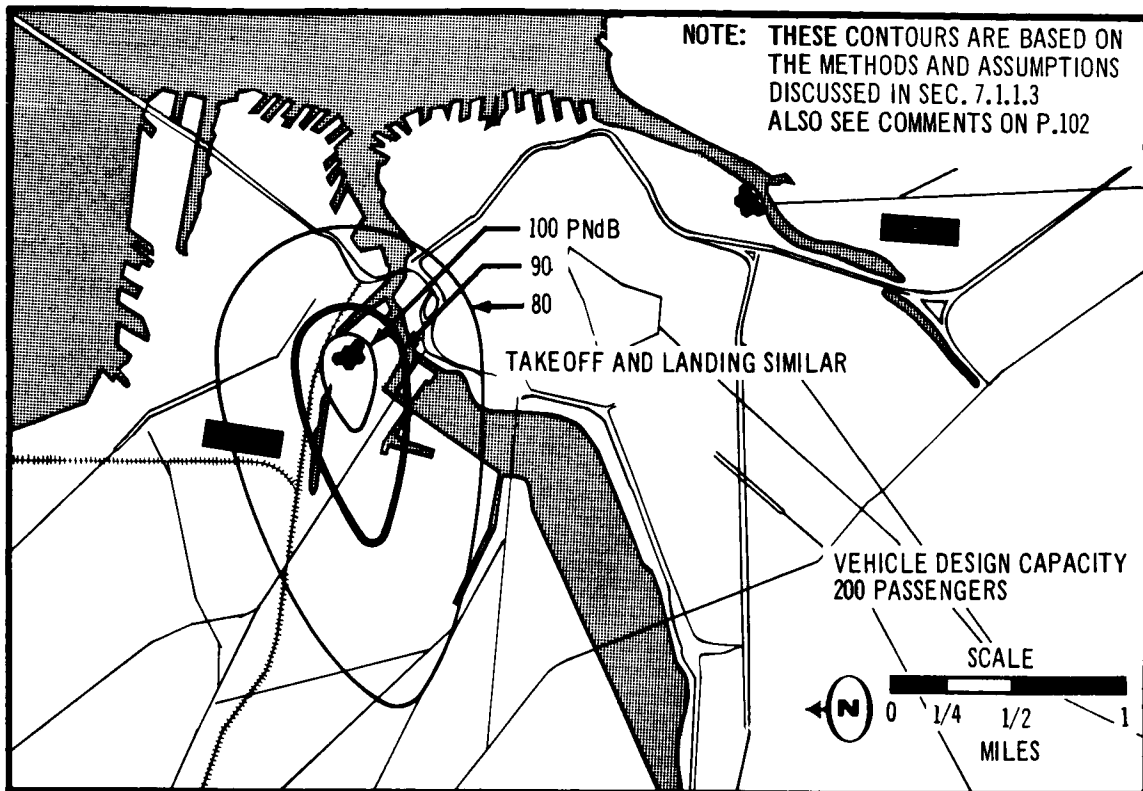 NOTE: THESE CONTOURS ARE BASED ON
THE METHODS AND ASSUMPTIONS
DISCUSSED IN SEC. 7.1.1.3
ALSO SEE COMMENTS ON P.102
100 PNdB
90
80
TAKEOFF AND LANDING SIMILAR
VEHICLE DESIGN CAPACITY
200 PASSENGERS
SCALE
N
0 1/4 1/2 1
MILES